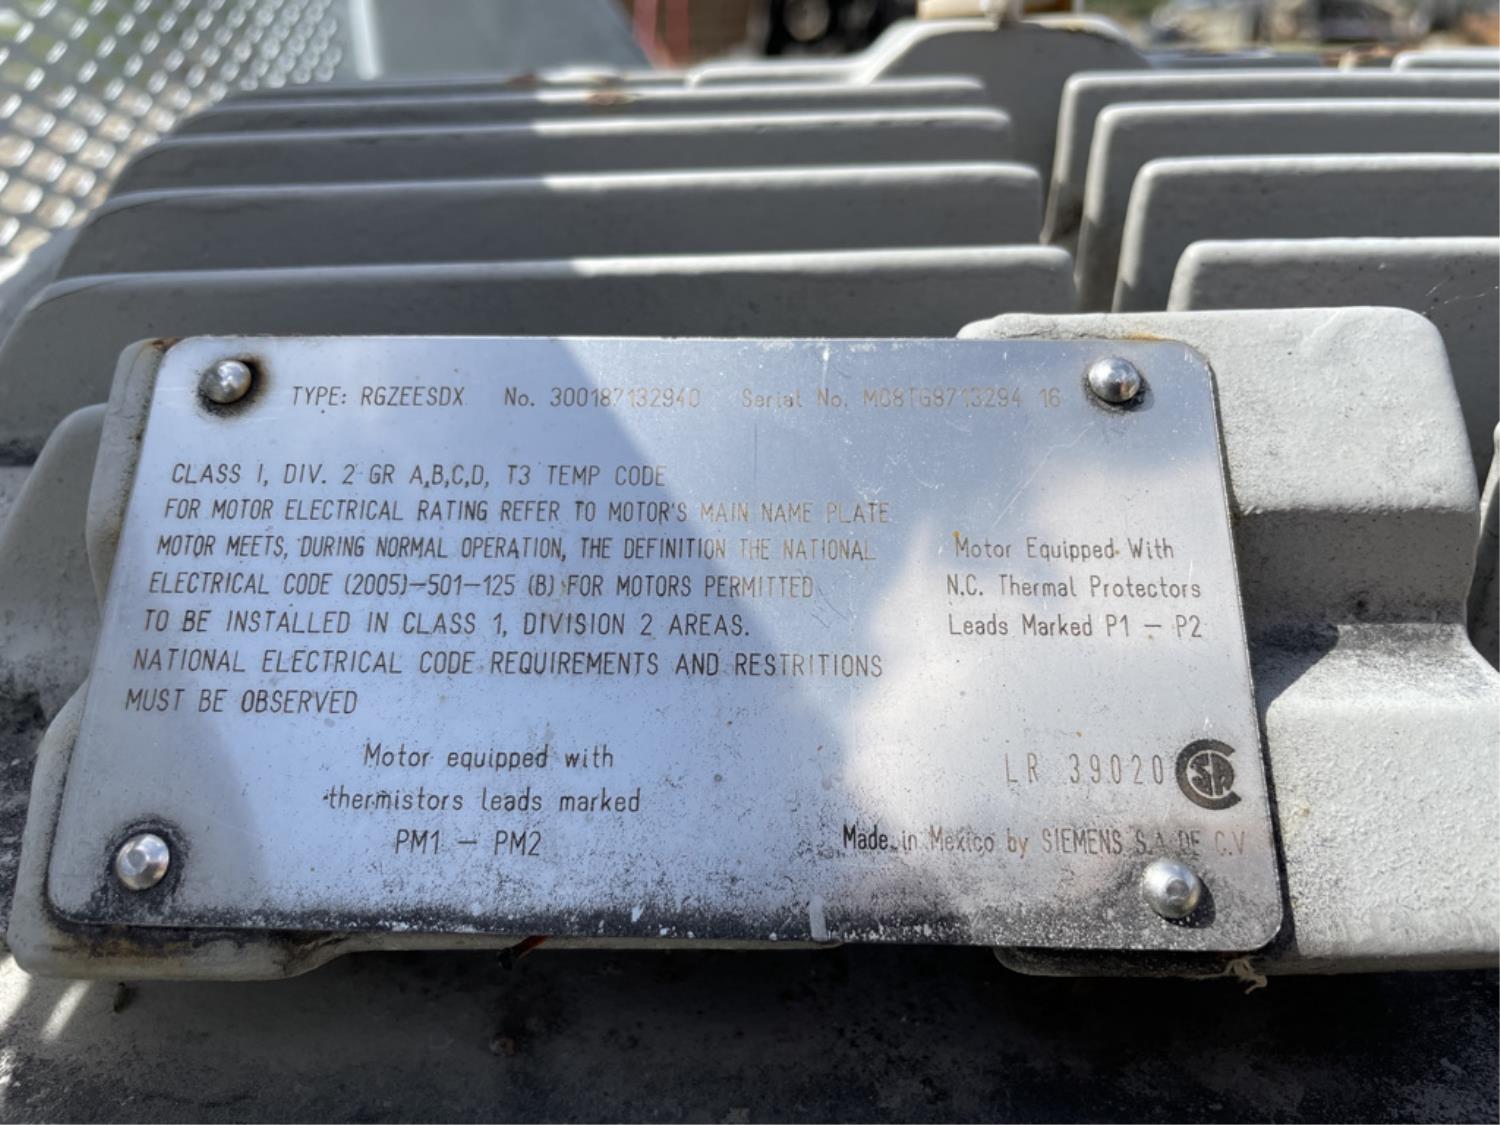 TYPE: RGZEESDX No. 300187132940 Serial No. M08TG8713294 16
CLASS I, DIV. 2 GR A,B,C,D, T3 TEMP CODE
FOR MOTOR ELECTRICAL RATING REFER TO MOTOR'S MAIN NAME PLATE
MOTOR MEETS, DURING NORMAL OPERATION, THE DEFINITION THE NATIONAL
ELECTRICAL CODE (2005)-501-125 (B) FOR MOTORS PERMITTED
TO BE INSTALLED IN CLASS 1, DIVISION 2 AREAS.
NATIONAL ELECTRICAL CODE REQUIREMENTS AND RESTRITIONS
MUST BE OBSERVED
Motor Equipped With
N.C. Thermal Protectors
Leads Marked P1 - P2
Motor equipped with
thermistors leads marked
PM1 - PM2
LR 39020 CSA
Made in Mexico by SIEMENS S.A DE C.V